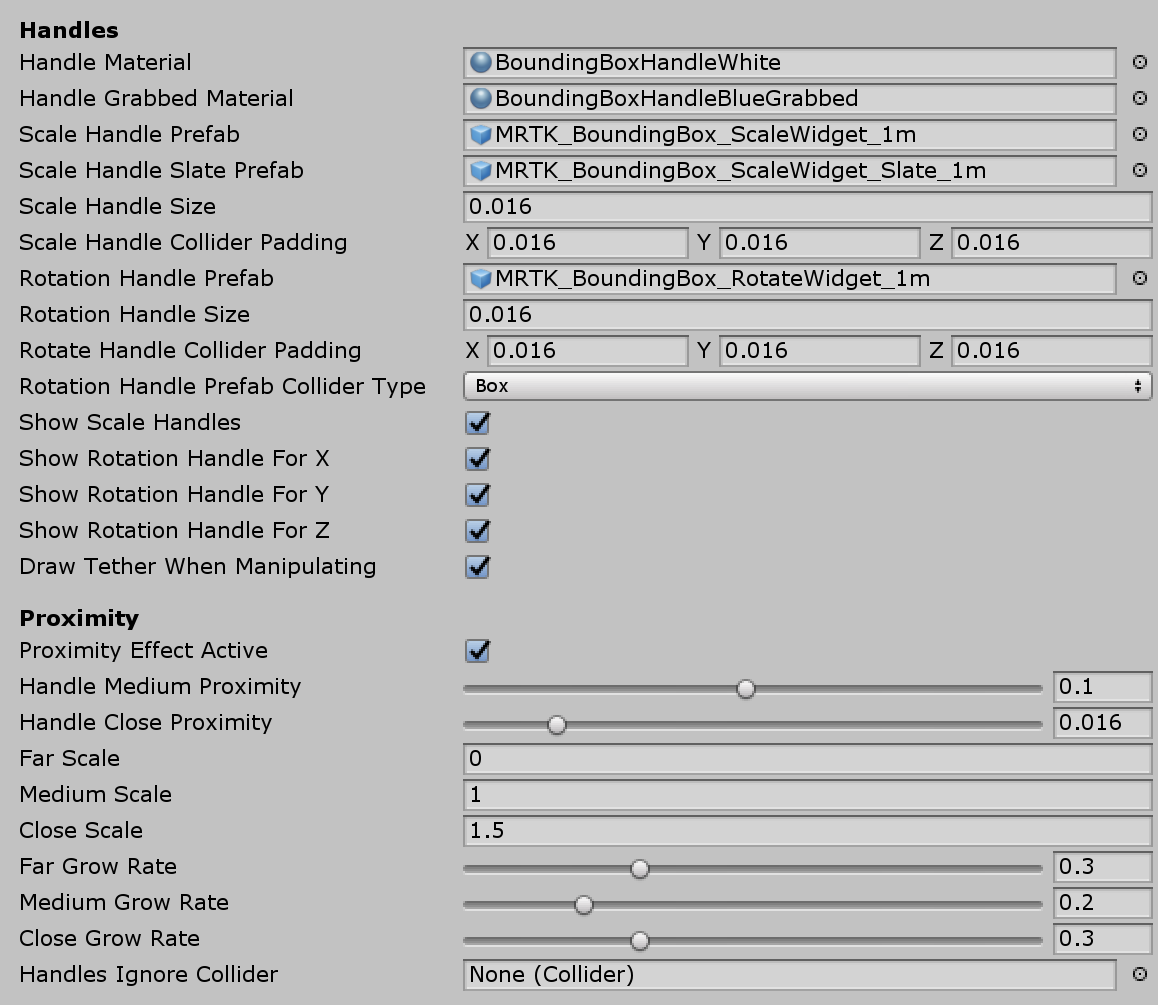 Handles
Handle Material BoundingBoxHandleWhite
Handle Grabbed Material BoundingBoxHandleBlueGrabbed
Scale Handle Prefab MRTK_BoundingBox_ScaleWidget_1m
Scale Handle Slate Prefab MRTK_BoundingBox_ScaleWidget_Slate_1m
Scale Handle Size 0.016
Scale Handle Collider Padding X 0.016 Y 0.016 Z 0.016
Rotation Handle Prefab MRTK_BoundingBox_RotateWidget_1m
Rotation Handle Size 0.016
Rotate Handle Collider Padding X 0.016 Y 0.016 Z 0.016
Rotation Handle Prefab Collider Type Box
Show Scale Handles
Show Rotation Handle For X
Show Rotation Handle For Y
Show Rotation Handle For Z
Draw Tether When Manipulating
Proximity
Proximity Effect Active
Handle Medium Proximity 0.1
Handle Close Proximity 0.016
Far Scale 0
Medium Scale 1
Close Scale 1.5
Far Grow Rate 0.3
Medium Grow Rate 0.2
Close Grow Rate 0.3
Handles Ignore Collider None (Collider)